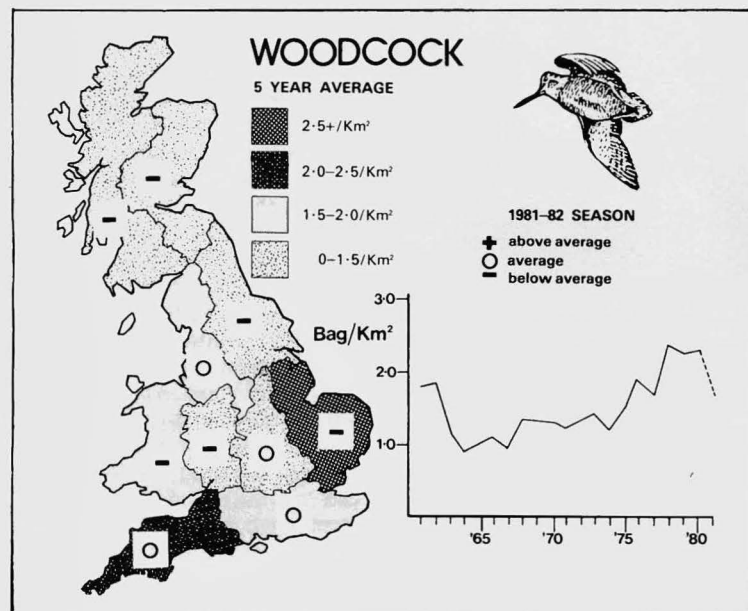 WOODCOCK
5 YEAR AVERAGE
2·5+/Km²
2·0–2·5/Km²
1·5–2·0/Km²
0–1·5/Km²
1981–82 SEASON
+ above average
○ average
− below average
Bag/Km²
3·0
2·0
1·0
'65 '70 '75 '80